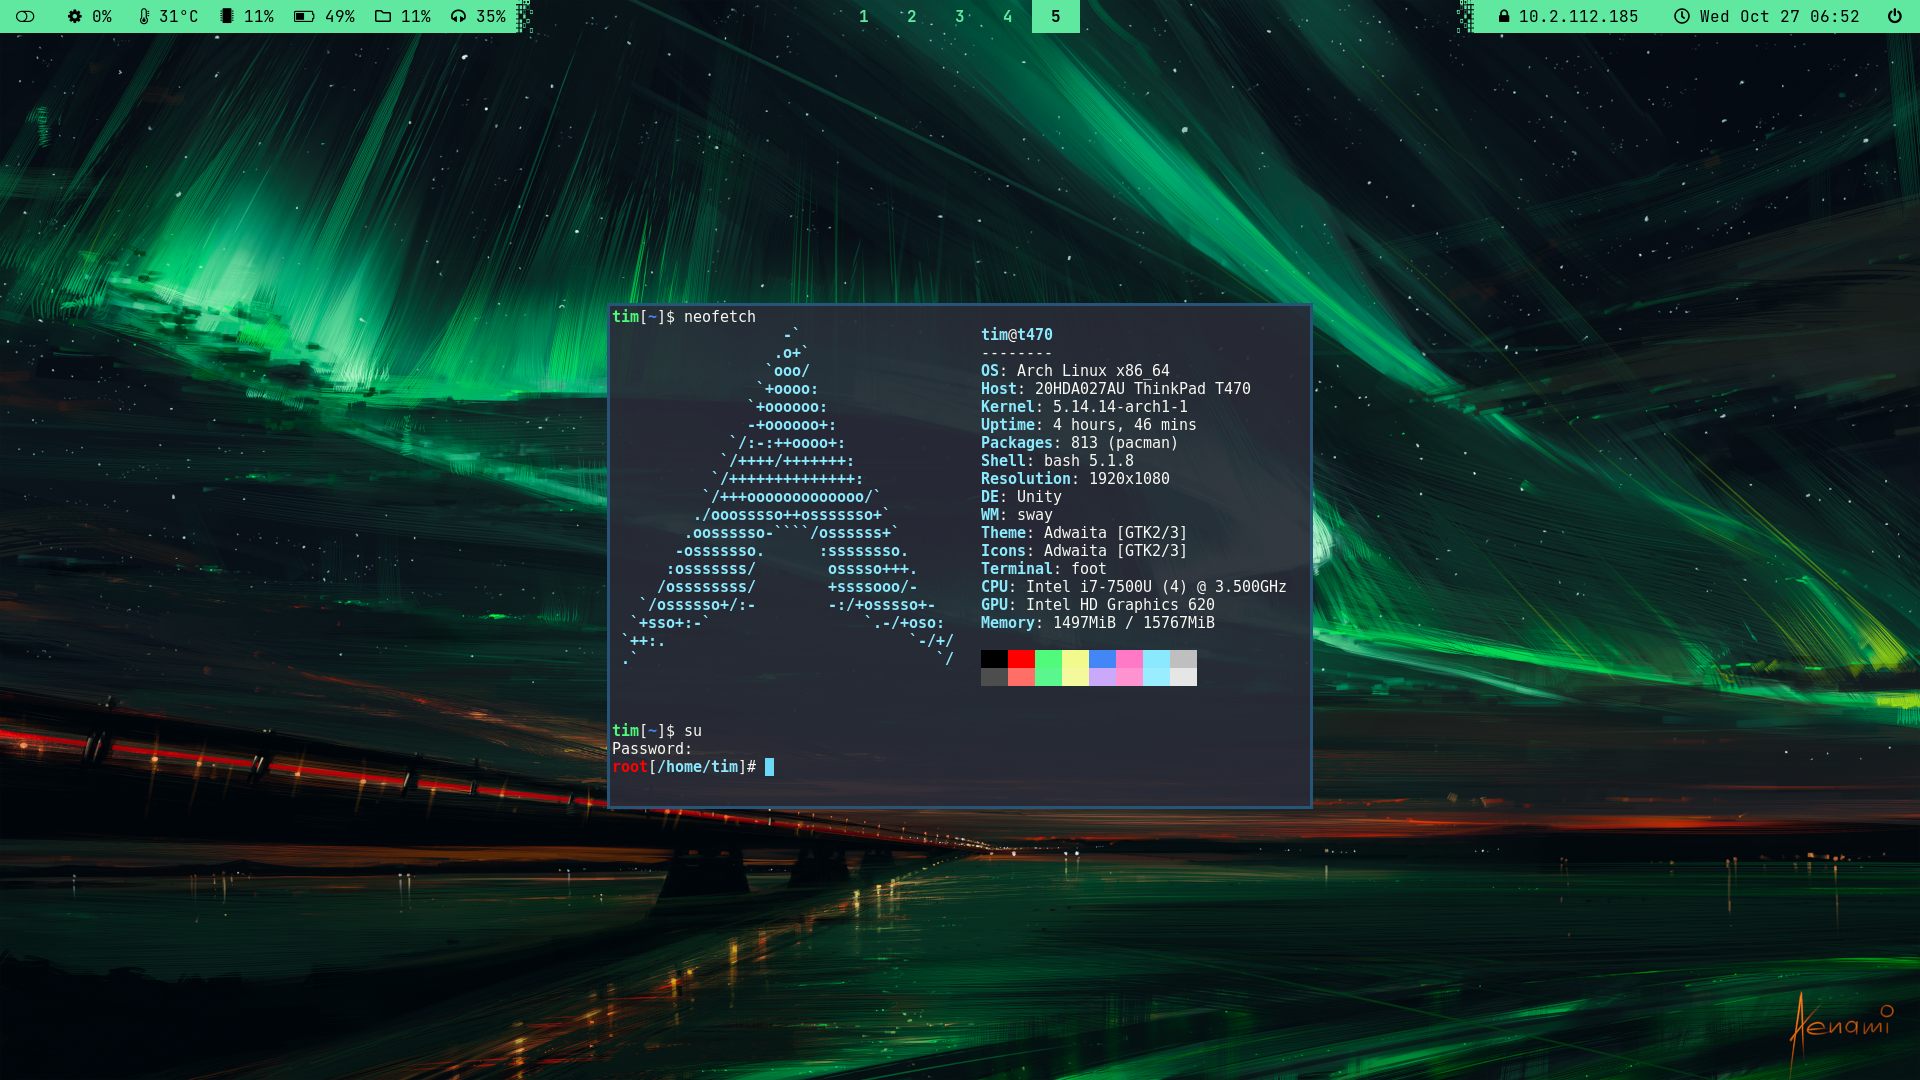 0% 31°C 11% 49% 11% 35%
1 2 3 4 5
10.2.112.185 Wed Oct 27 06:52
tim[~]$ neofetch
-`
.o+`
`ooo/
`+oooo:
`+oooooo:
-+oooooo+:
`/:-:++oooo+:
`/++++/+++++++:
`/++++++++++++++:
`/+++ooooooooooooo/`
./ooosssso++osssssso+`
.oossssso-````/ossssss+`
-osssssso. :ssssssso.
:osssssss/ osssso+++.
/ossssssss/ +ssssooo/-
`/ossssso+/:- -:/+osssso+-
`+sso+:-` `.-/+oso:
`++:. `-/+/
.` `/
tim@t470
--------
OS: Arch Linux x86_64
Host: 20HDA027AU ThinkPad T470
Kernel: 5.14.14-arch1-1
Uptime: 4 hours, 46 mins
Packages: 813 (pacman)
Shell: bash 5.1.8
Resolution: 1920x1080
DE: Unity
WM: sway
Theme: Adwaita [GTK2/3]
Icons: Adwaita [GTK2/3]
Terminal: foot
CPU: Intel i7-7500U (4) @ 3.500GHz
GPU: Intel HD Graphics 620
Memory: 1497MiB / 15767MiB
tim[~]$ su
Password:
root[/home/tim]#
Aenami